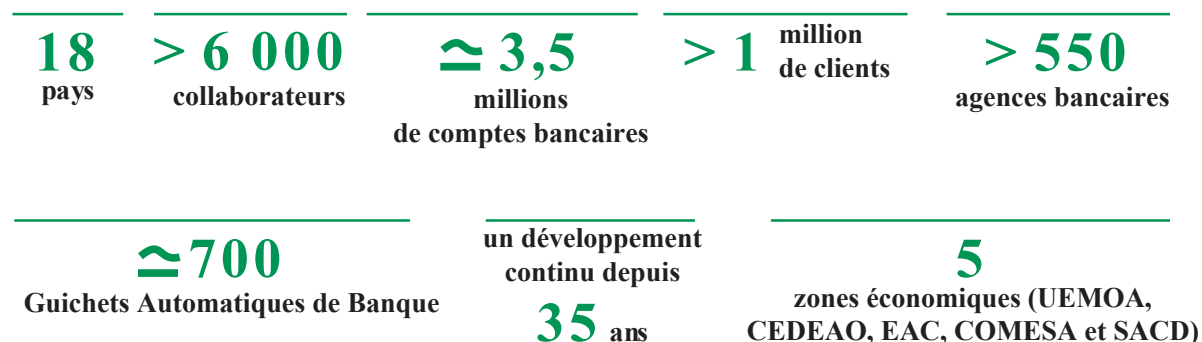 18
pays
> 6 000
collaborateurs
≃ 3,5
millions
de comptes bancaires
> 1 million
de clients
> 550
agences bancaires
≃700
Guichets Automatiques de Banque
un développement
continu depuis
35 ans
5
zones économiques (UEMOA,
CEDEAO, EAC, COMESA et SACD)